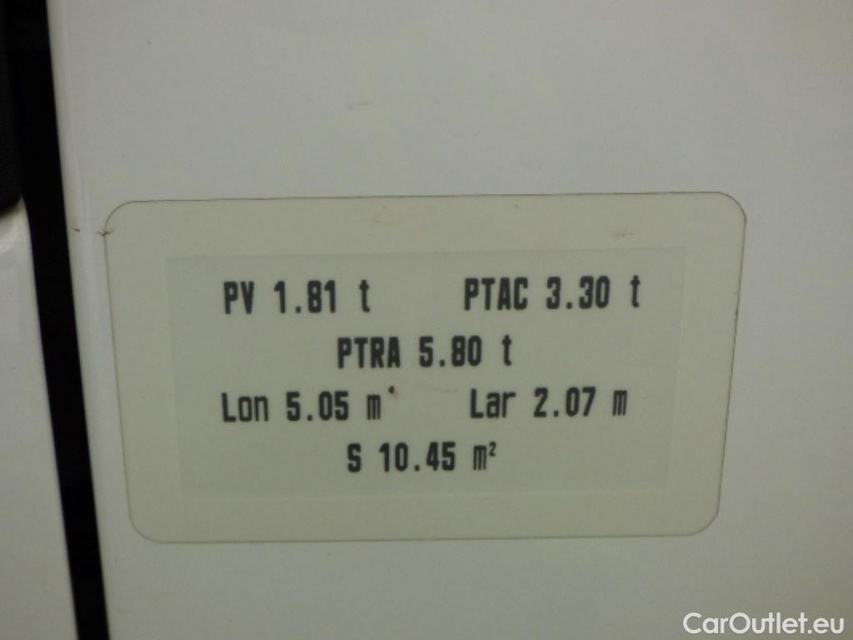 PV 1.81 t PTAC 3.30 t
PTRA 5.80 t
Lon 5.05 m Lar 2.07 m
S 10.45 m²
CarOutlet.eu